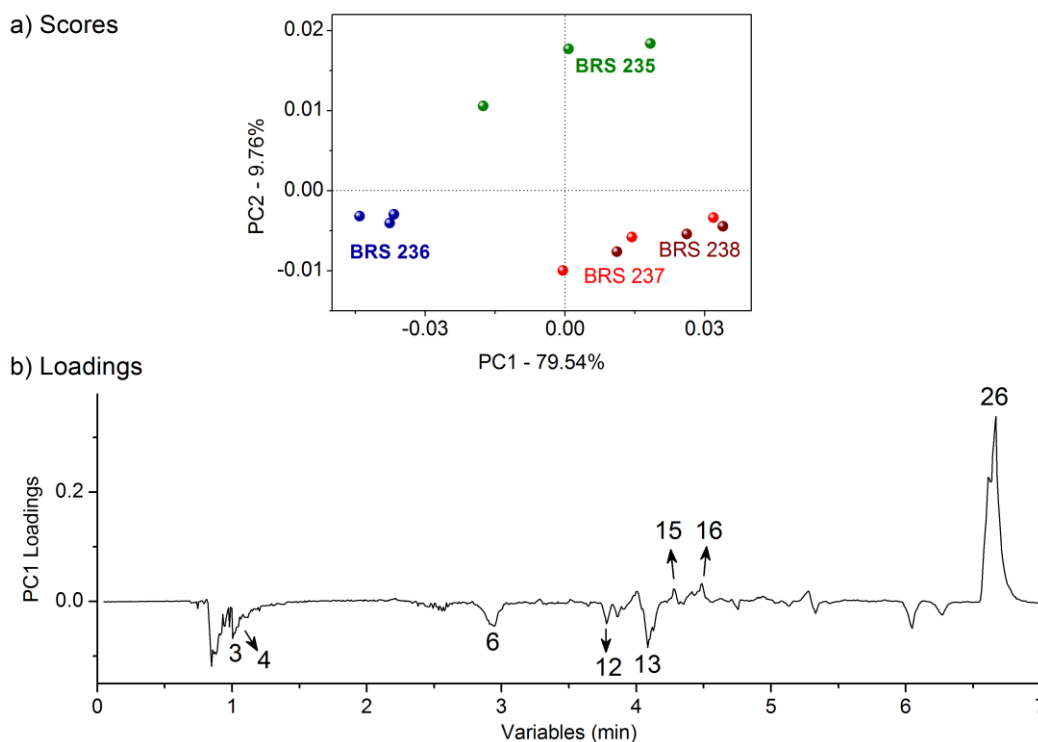 a) Scores
0.02
0.01
0.00
-0.01
PC2 - 9.76%
BRS 235
BRS 236
BRS 237
BRS 238
-0.03
0.00
0.03
PC1 - 79.54%
b) Loadings
PC1 Loadings
0.2
0.0
3
4
6
12
13
15
16
26
0
1
2
3
4
5
6
7
Variables (min)